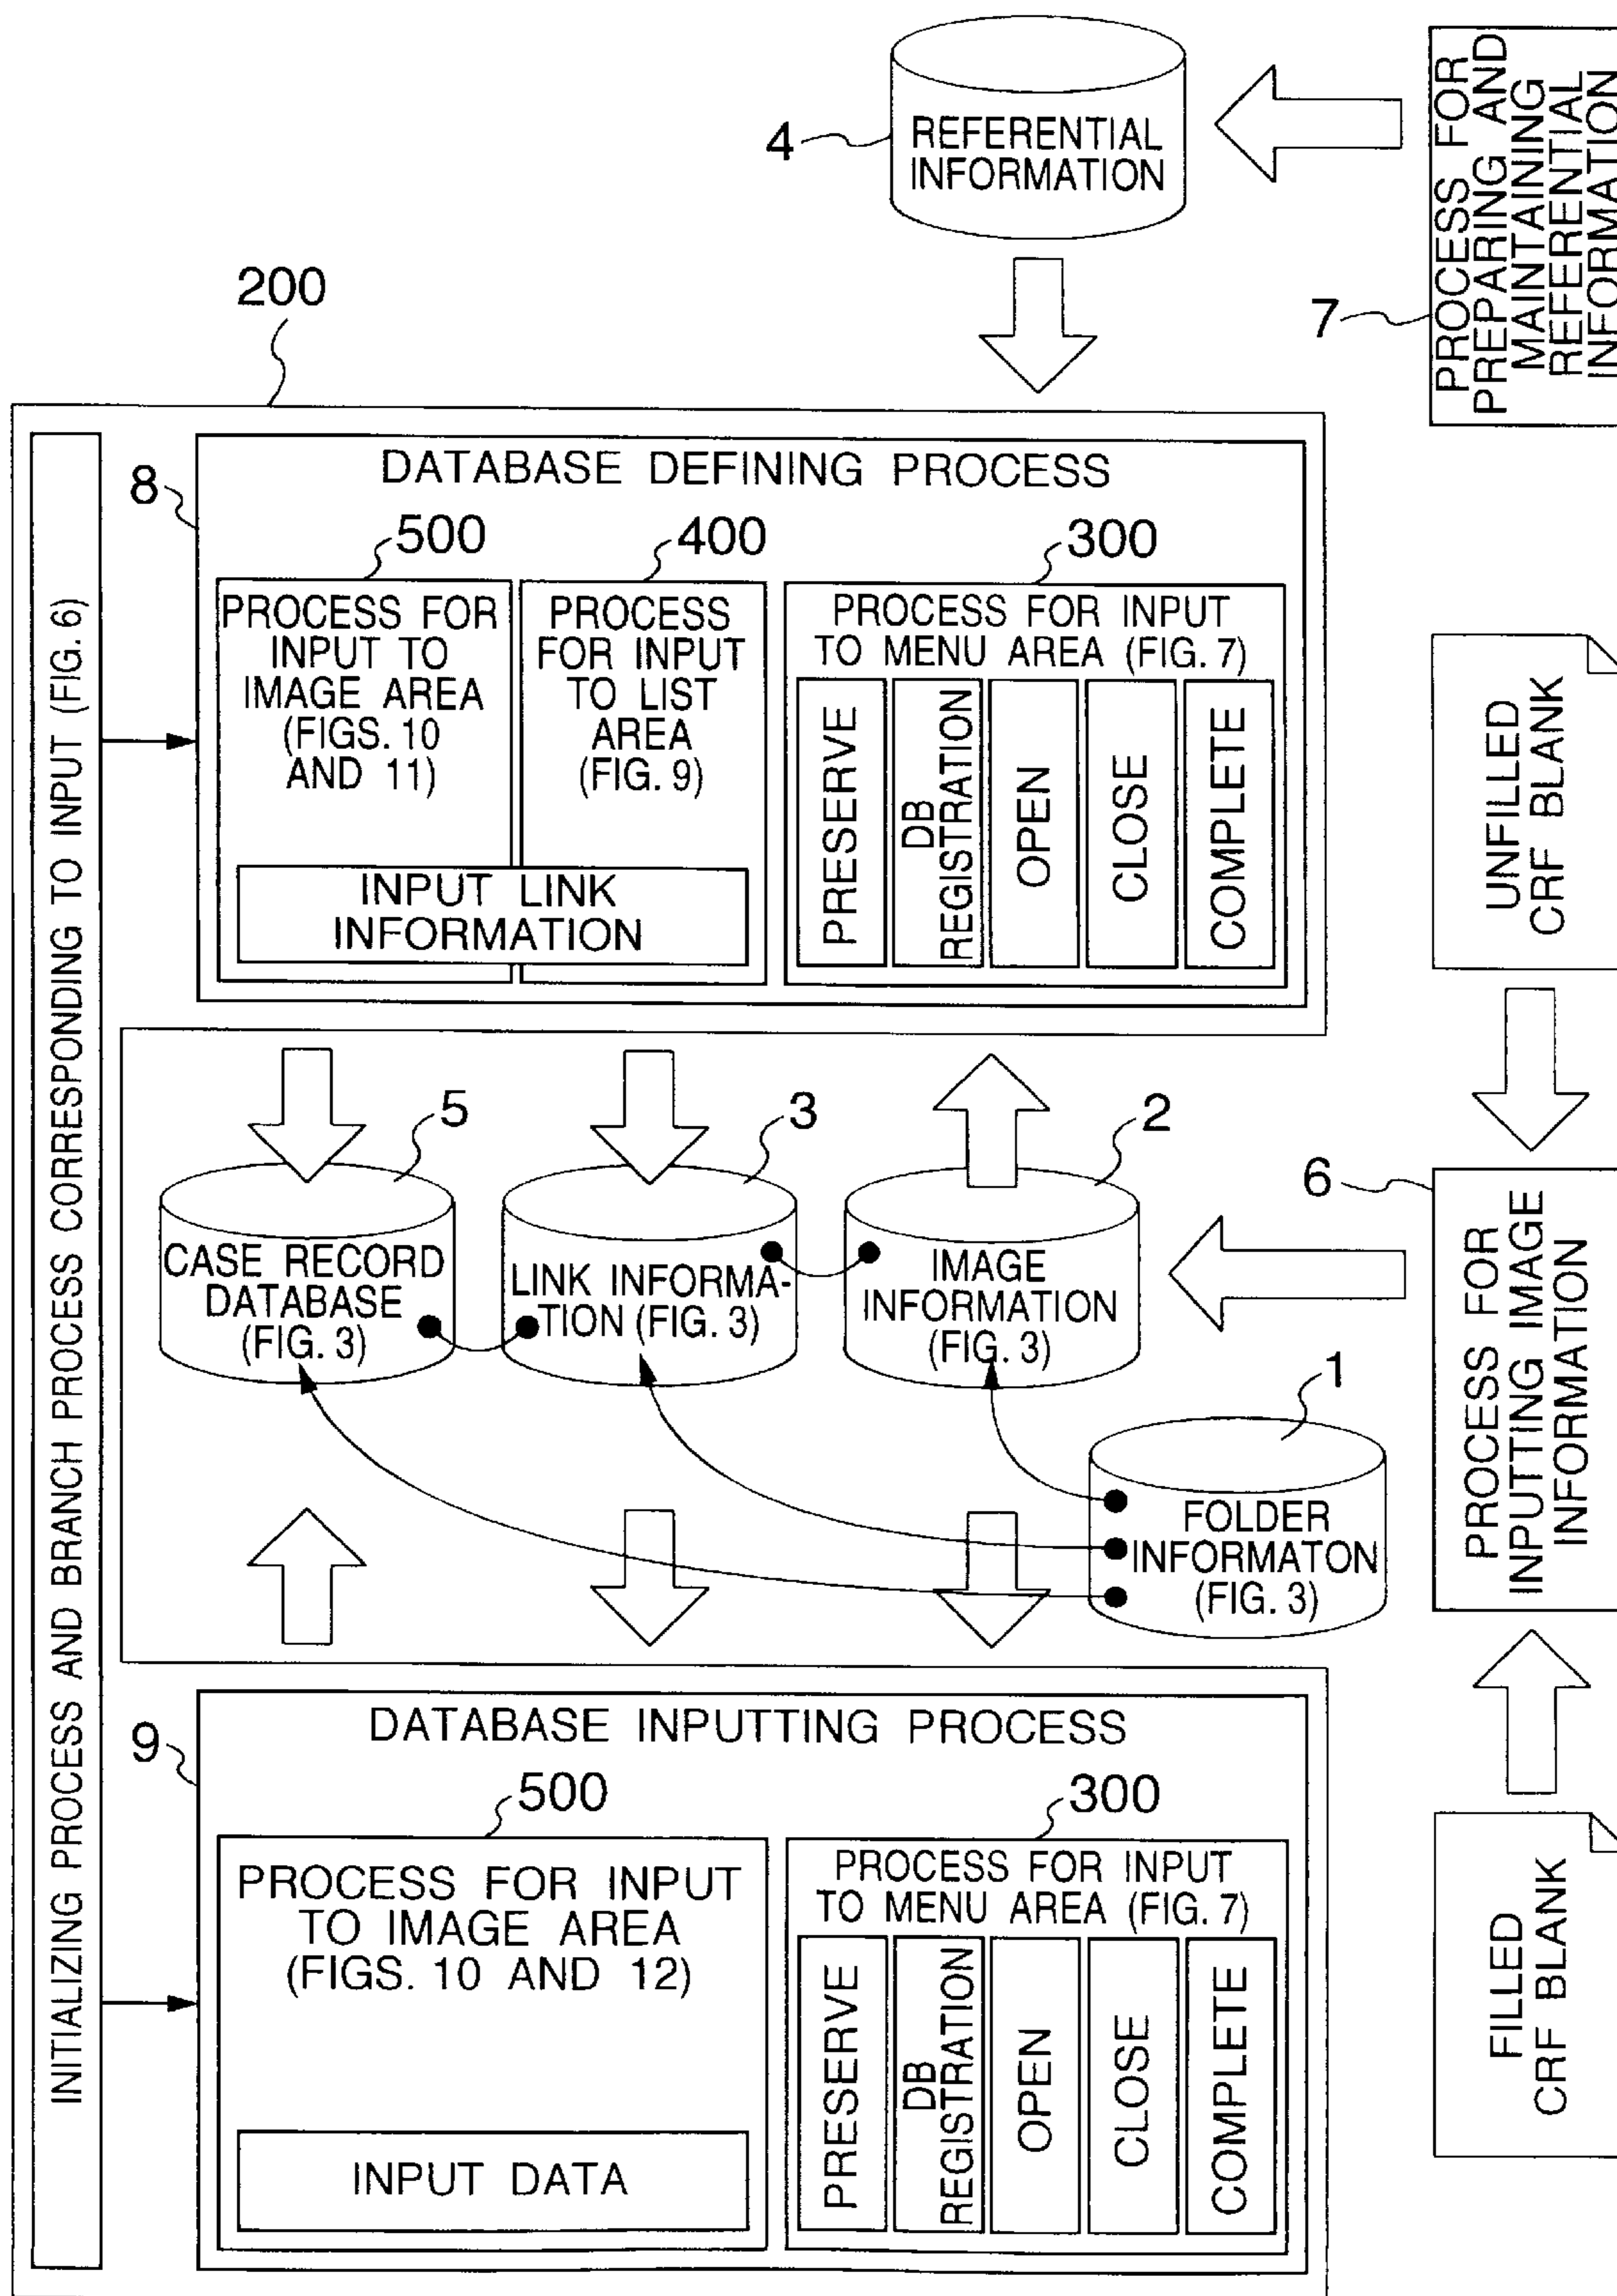 4
REFERENTIAL
INFORMATION
PROCESS FOR
PREPARING AND
MAINTAINING
REFERENTIAL
INFORMATION
7
200
INITIALIZING PROCESS AND BRANCH PROCESS CORRESPONDING TO INPUT (FIG. 6)
8
DATABASE DEFINING PROCESS
500
PROCESS FOR
INPUT TO
IMAGE AREA
(FIGS. 10
AND 11)
400
PROCESS
FOR INPUT
TO LIST
AREA
(FIG. 9)
INPUT LINK
INFORMATION
300
PROCESS FOR INPUT
TO MENU AREA (FIG. 7)
PRESERVE
DB
REGISTRATION
OPEN
CLOSE
COMPLETE
UNFILLED
CRF BLANK
5
CASE RECORD
DATABASE
(FIG. 3)
3
LINK INFORMA-
TION (FIG. 3)
2
IMAGE
INFORMATION
(FIG. 3)
1
FOLDER
INFORMATON
(FIG. 3)
6
PROCESS FOR
INPUTTING IMAGE
INFORMATION
9
DATABASE INPUTTING PROCESS
500
PROCESS FOR INPUT
TO IMAGE AREA
(FIGS. 10 AND 12)
INPUT DATA
300
PROCESS FOR INPUT
TO MENU AREA (FIG. 7)
PRESERVE
DB
REGISTRATION
OPEN
CLOSE
COMPLETE
FILLED
CRF BLANK